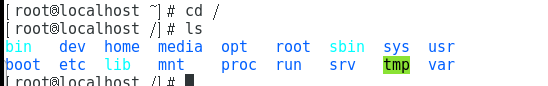 [root@localhost ~]# cd /
[root@localhost /]# ls
bin   dev  home  media  opt   root  sbin  sys  usr
boot  etc  lib   mnt    proc  run   srv   tmp  var
[root@localhost /]#